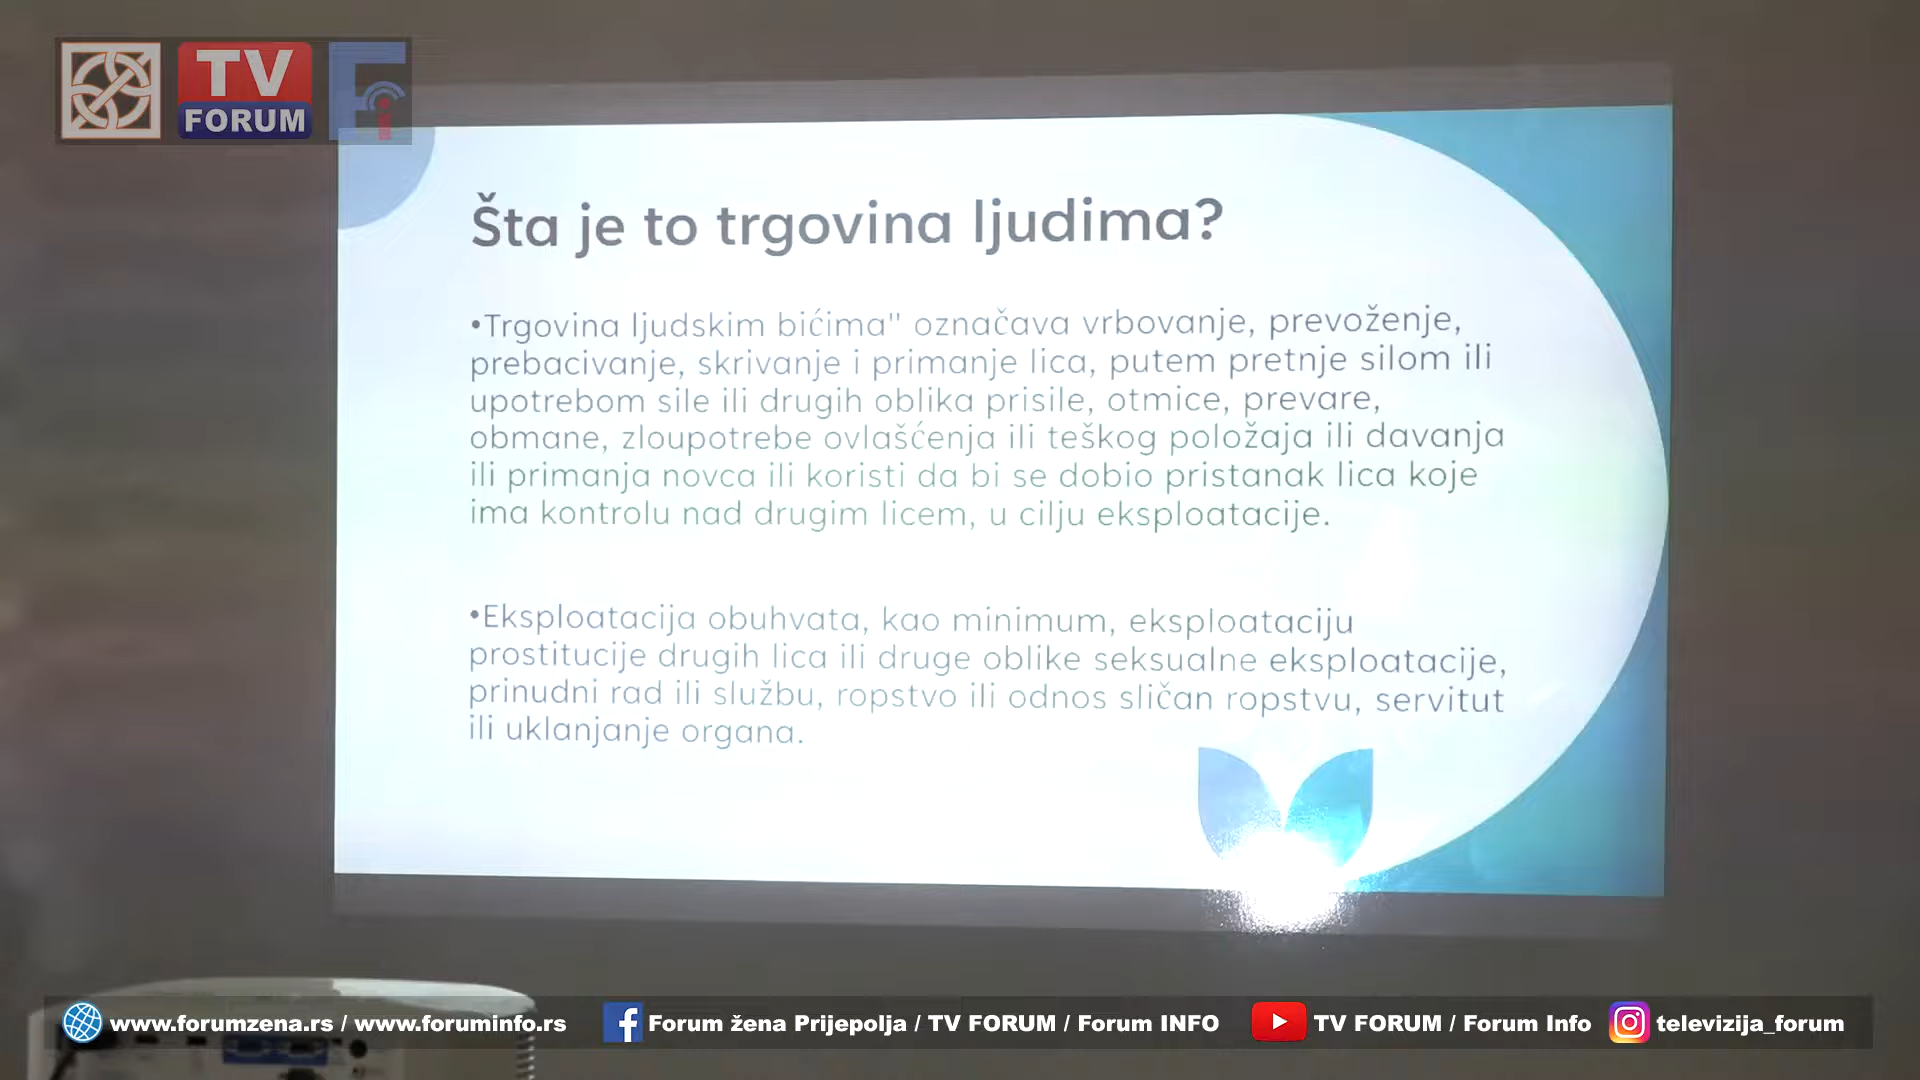 TV
FORUM
Fi
Šta je to trgovina ljudima?
•Trgovina ljudskim bićima" označava vrbovanje, prevoženje,
prebacivanje, skrivanje i primanje lica, putem pretnje silom ili
upotrebom sile ili drugih oblika prisile, otmice, prevare,
obmane, zloupotrebe ovlašćenja ili teškog položaja ili davanja
ili primanja novca ili koristi da bi se dobio pristanak lica koje
ima kontrolu nad drugim licem, u cilju eksploatacije.
•Eksploatacija obuhvata, kao minimum, eksploataciju
prostitucije drugih lica ili druge oblike seksualne eksploatacije,
prinudni rad ili službu, ropstvo ili odnos sličan ropstvu, servitut
ili uklanjanje organa.
www.forumzena.rs / www.foruminfo.rs
Forum žena Prijepolja / TV FORUM / Forum INFO
TV FORUM / Forum Info
televizija_forum